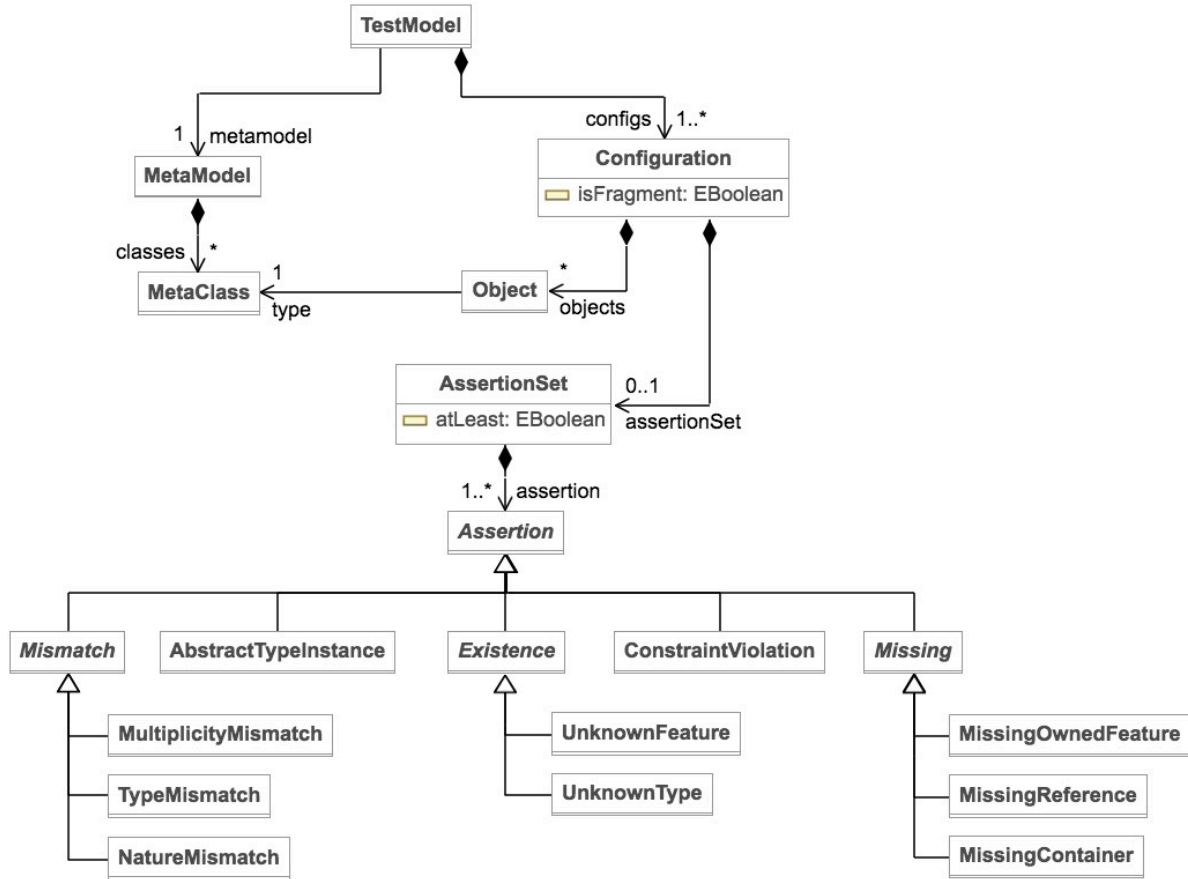 TestModel
configs
1..*
1
metamodel
Configuration
MetaModel
isFragment: EBoolean
classes
*
*
1
MetaClass
Object
type
objects
AssertionSet
0..1
atLeast: EBoolean
assertionSet
1..*
assertion
Assertion
Mismatch
AbstractTypeInstance
Existence
ConstraintViolation
Missing
MultiplicityMismatch
UnknownFeature
MissingOwnedFeature
TypeMismatch
UnknownType
MissingReference
NatureMismatch
MissingContainer